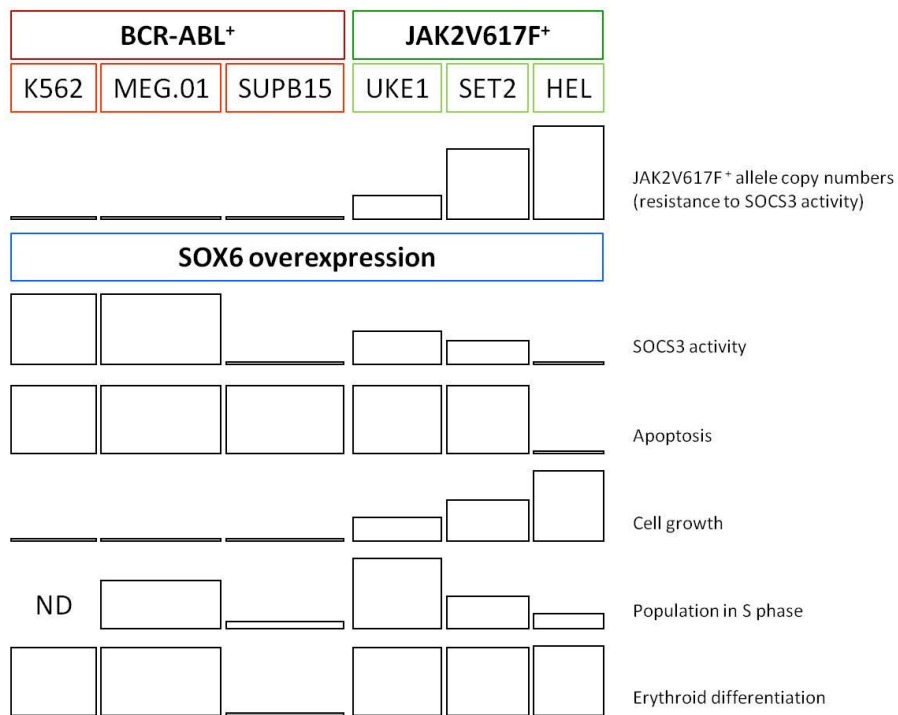 BCR-ABL⁺ JAK2V617F⁺
K562 MEG.01 SUPB15 UKE1 SET2 HEL
JAK2V617F⁺ allele copy numbers
(resistance to SOCS3 activity)
SOX6 overexpression
SOCS3 activity
Apoptosis
Cell growth
ND
Population in S phase
Erythroid differentiation